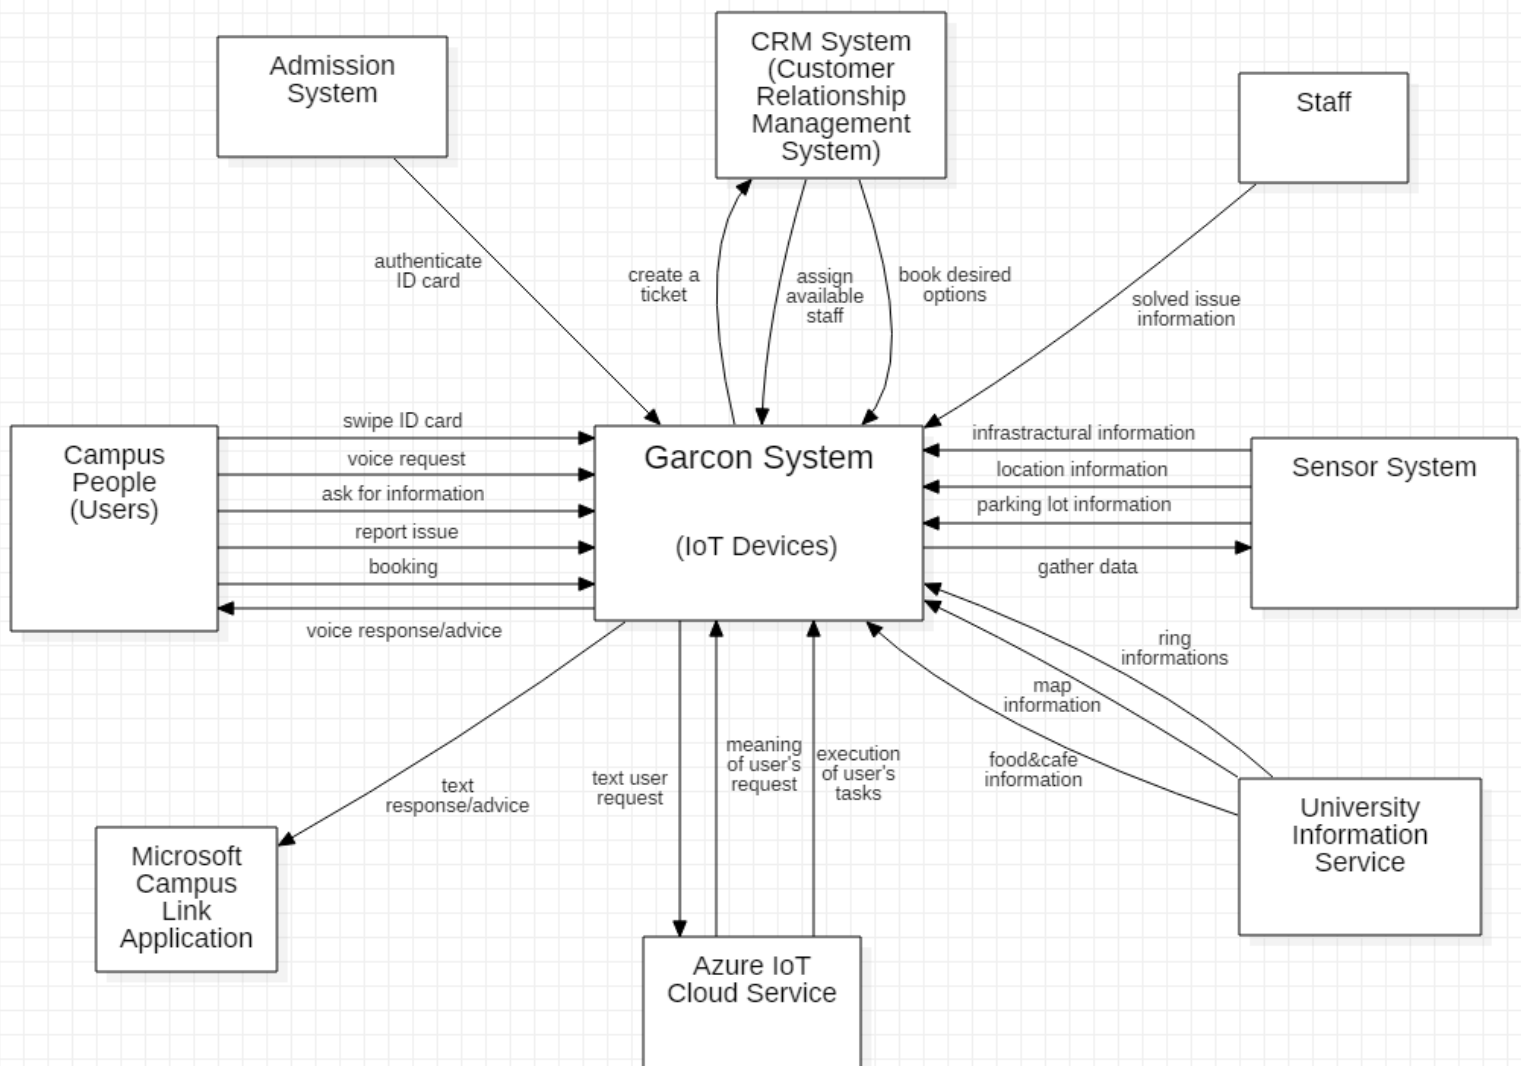 Admission
System
CRM System
(Customer
Relationship
Management
System)
Staff
authenticate
ID card
create a
ticket
assign
available
staff
book desired
options
solved issue
information
Campus
People
(Users)
swipe ID card
voice request
ask for information
report issue
booking
voice response/advice
Garcon System
(IoT Devices)
infrastractural information
location information
parking lot information
gather data
Sensor System
ring
informations
map
information
food&cafe
information
text
response/advice
text user
request
meaning
of user's
request
execution
of user's
tasks
Microsoft
Campus
Link
Application
Azure IoT
Cloud Service
University
Information
Service